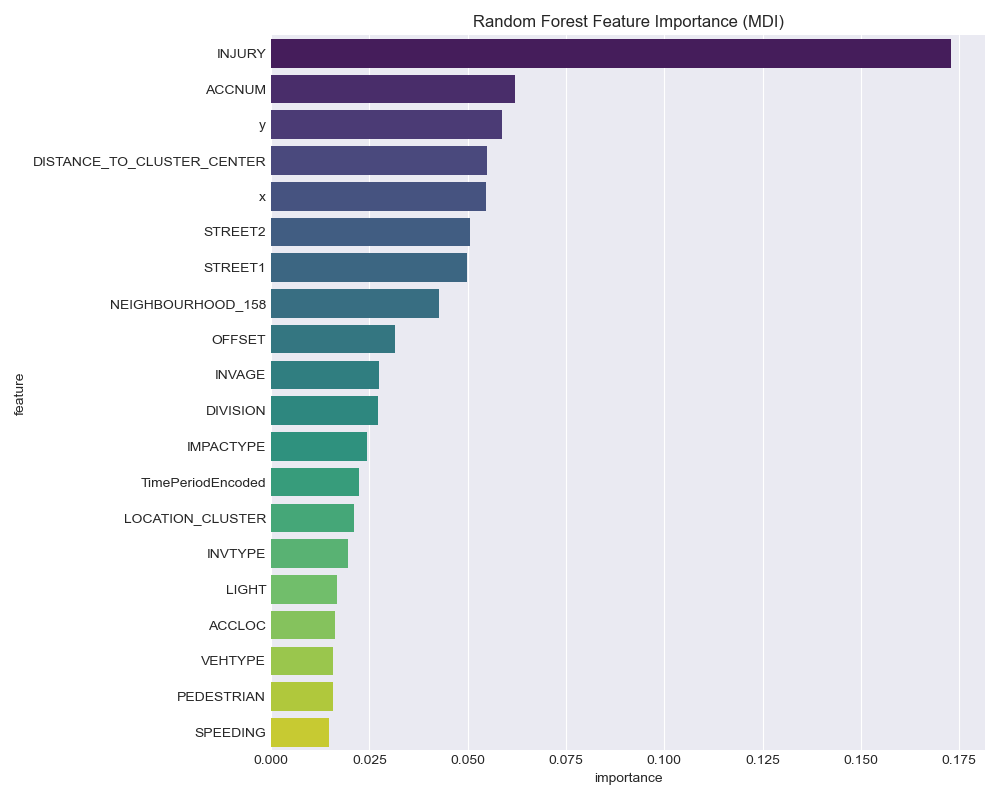 Random Forest Feature Importance (MDI)
feature
INJURY
ACCNUM
y
DISTANCE_TO_CLUSTER_CENTER
x
STREET2
STREET1
NEIGHBOURHOOD_158
OFFSET
INVAGE
DIVISION
IMPACTYPE
TimePeriodEncoded
LOCATION_CLUSTER
INVTYPE
LIGHT
ACCLOC
VEHTYPE
PEDESTRIAN
SPEEDING
0.000 0.025 0.050 0.075 0.100 0.125 0.150 0.175
importance